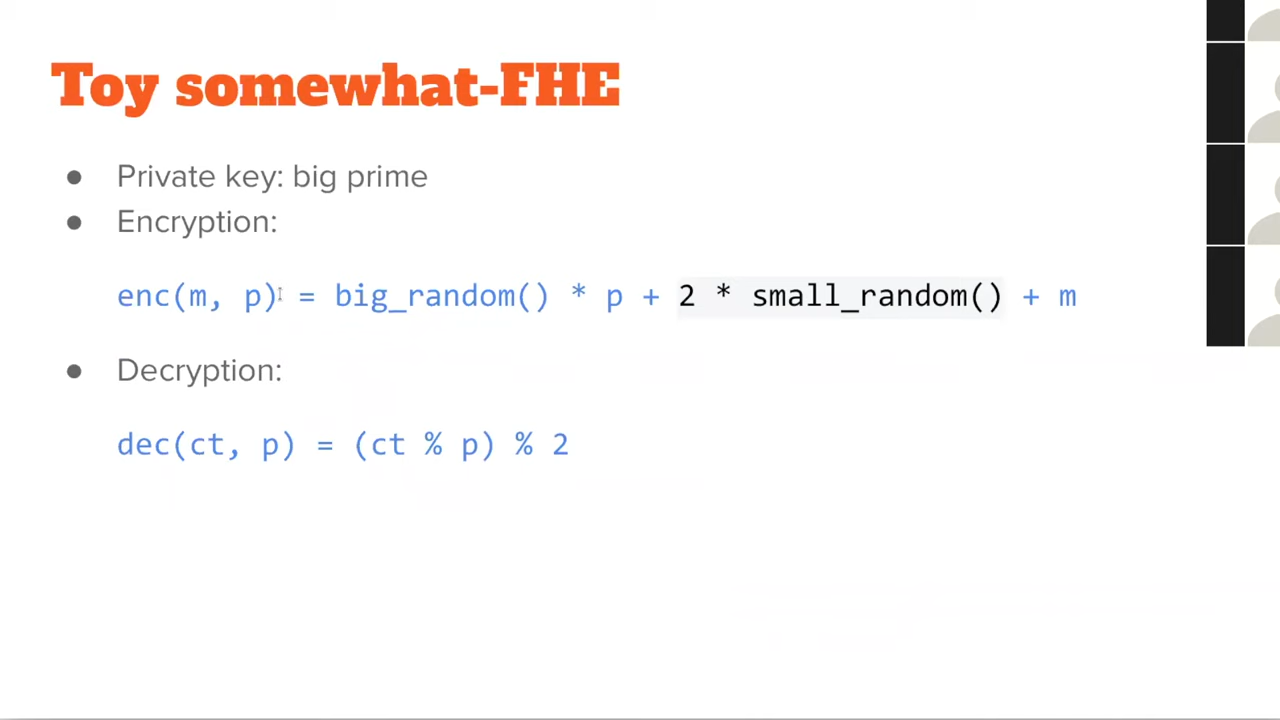 Toy somewhat-FHE
● Private key: big prime
● Encryption:
enc(m, p) = big_random() * p + 2 * small_random() + m
● Decryption:
dec(ct, p) = (ct % p) % 2